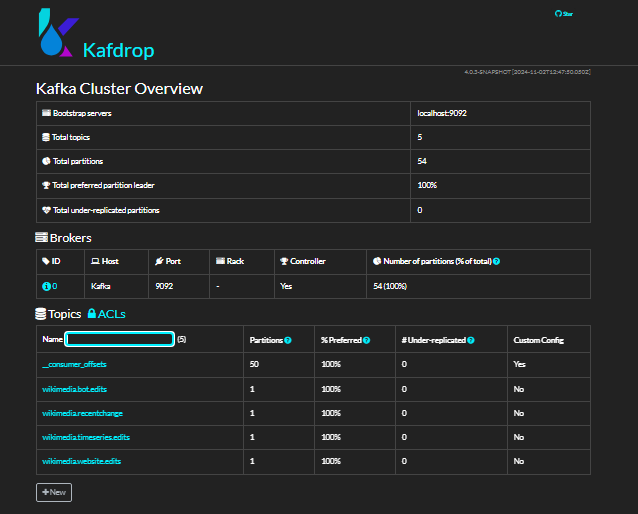 Star
Kafdrop
4.0.3-SNAPSHOT [2024-11-02T12:47:50.050Z]
Kafka Cluster Overview
Bootstrap servers localhost:9092
Total topics 5
Total partitions 54
Total preferred partition leader 100%
Total under-replicated partitions 0
Brokers
ID Host Port Rack Controller Number of partitions (% of total)
0 Kafka 9092 - Yes 54 (100%)
Topics ACLs
Name (5) Partitions % Preferred # Under-replicated Custom Config
__consumer_offsets 50 100% 0 Yes
wikimedia.bot.edits 1 100% 0 No
wikimedia.recentchange 1 100% 0 No
wikimedia.timeseries.edits 1 100% 0 No
wikimedia.website.edits 1 100% 0 No
+New